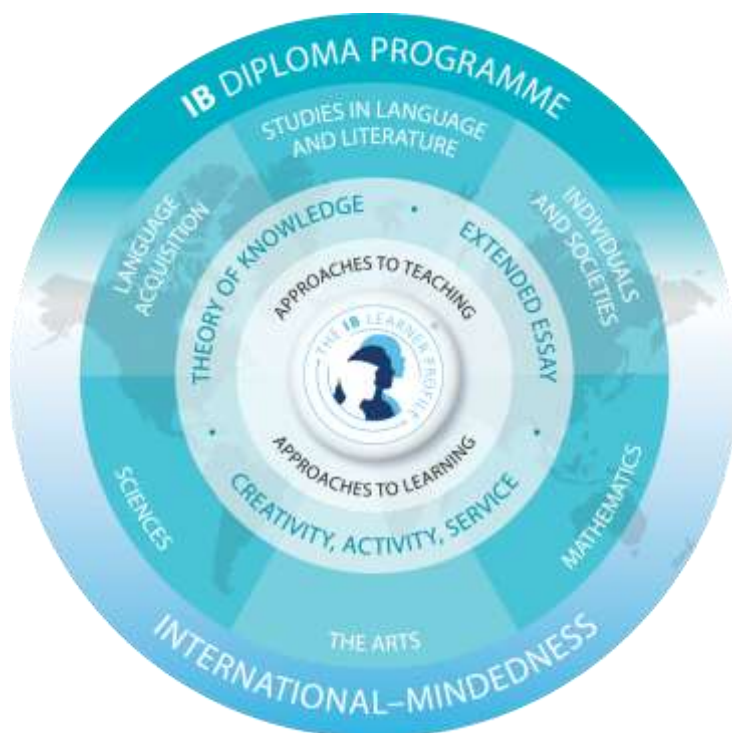 IB DIPLOMA PROGRAMME
STUDIES IN LANGUAGE
AND LITERATURE
LANGUAGE
ACQUISITION
INDIVIDUALS
AND SOCIETIES
THEORY OF KNOWLEDGE
EXTENDED ESSAY
APPROACHES TO TEACHING
THE IB LEARNER PROFILE
APPROACHES TO LEARNING
CREATIVITY, ACTIVITY, SERVICE
SCIENCES
MATHEMATICS
THE ARTS
INTERNATIONAL–MINDEDNESS